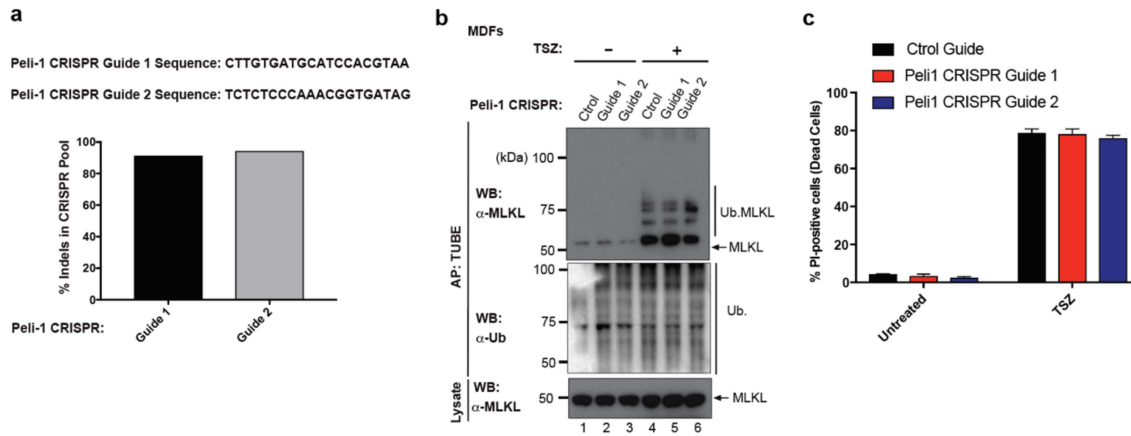 a
Peli-1 CRISPR Guide 1 Sequence: CTTGTGATGCATCCACGTAA
Peli-1 CRISPR Guide 2 Sequence: TCTCTCCCAAACGGTGATAG
% Indels in CRISPR Pool
100
80
60
40
20
0
Peli-1 CRISPR:
Guide 1
Guide 2
b
MDFs
TSZ: – +
Peli-1 CRISPR: Ctrol Guide 1 Guide 2 Ctrol Guide 1 Guide 2
AP: TUBE
(kDa) 100
WB:
α-MLKL
75
50
Ub.MLKL
MLKL
100
WB:
α-Ub
75
50
Ub.
Lysate
WB:
α-MLKL
50
MLKL
1 2 3 4 5 6
c
Ctrol Guide
Peli1 CRISPR Guide 1
Peli1 CRISPR Guide 2
% PI-positive cells (Dead Cells)
100
80
60
40
20
0
Untreated
TSZ